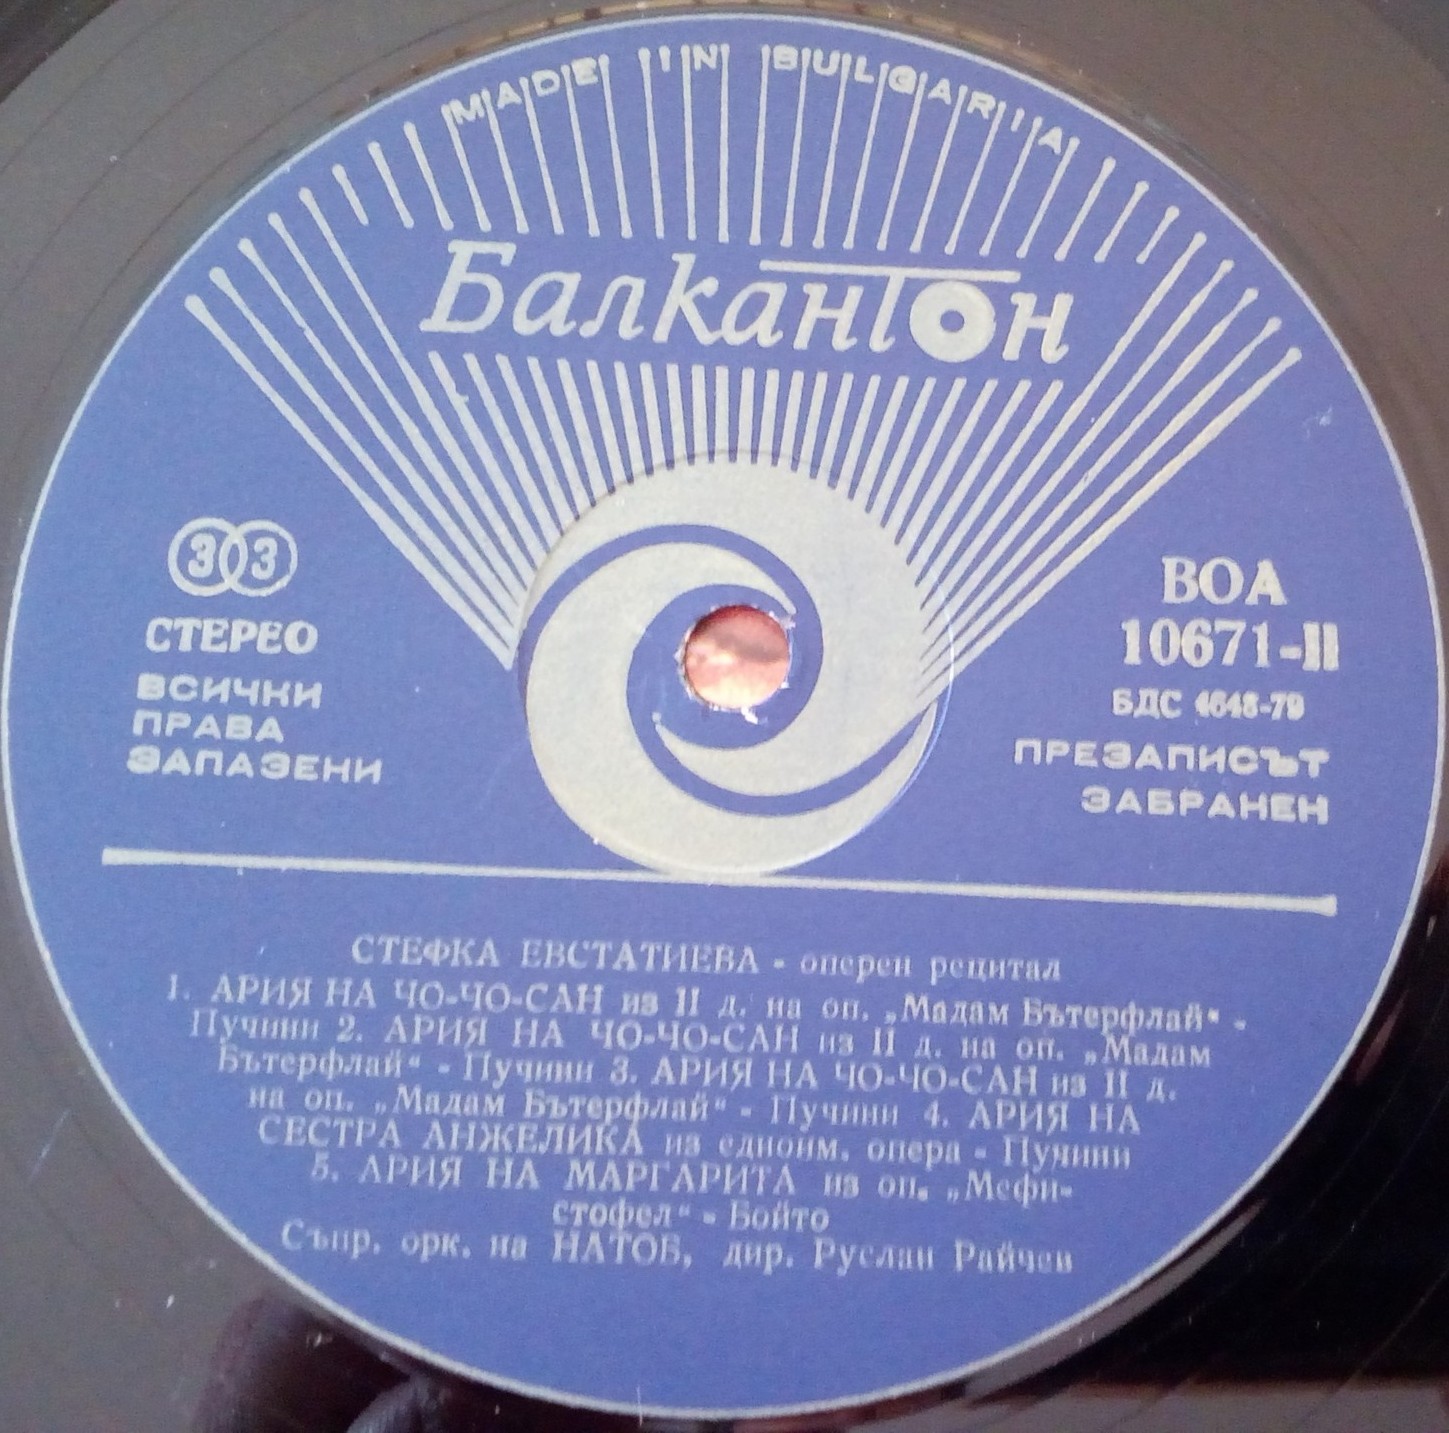 MADE IN BULGARIA
Балкантон
33
СТЕРЕО
ВСИЧКИ
ПРАВА
ЗАПАЗЕНИ
ВОА
10671-II
БДС 4648-79
ПРЕЗАПИСЪТ
ЗАБРАНЕН
СТЕФКА ЕВСТАТИЕВА - оперен рецитал
1. АРИЯ НА ЧО-ЧО-САН из II д. на оп. „Мадам Бътерфлай“ -
Пучини 2. АРИЯ НА ЧО-ЧО-САН из II д. на оп. „Мадам
Бътерфлай“ - Пучини 3. АРИЯ НА ЧО-ЧО-САН из II д.
на оп. „Мадам Бътерфлай“ - Пучини 4. АРИЯ НА
СЕСТРА АНЖЕЛИКА из едноим. опера - Пучини
5. АРИЯ НА МАРГАРИТА из оп. „Мефи-
стофел“ - Бойто
Съпр. орк. на НАТОБ, дир. Руслан Райчев